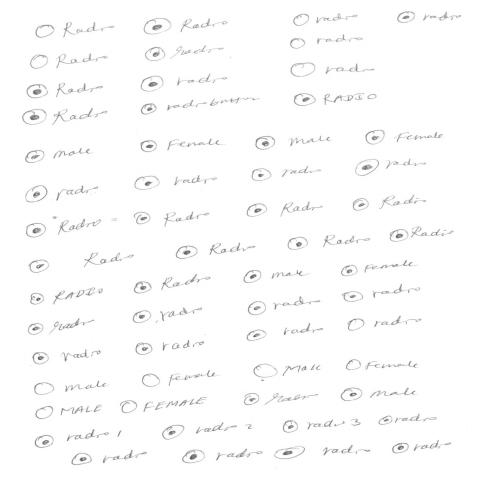 Radio Radio radio radio
Radio Radio radio
Radio radio radio
Radio radio button RADIO
male Female male Female
radio radio radio radio
"Radio = Radio Radio Radio
Radio Radio Radio Radio
RADIO Radio male Female
Radio radio radio radio
radio radio radio radio
male Female Male Female
MALE FEMALE male
radio 1 radio 2 radio 3 radio
radio radio radio radio